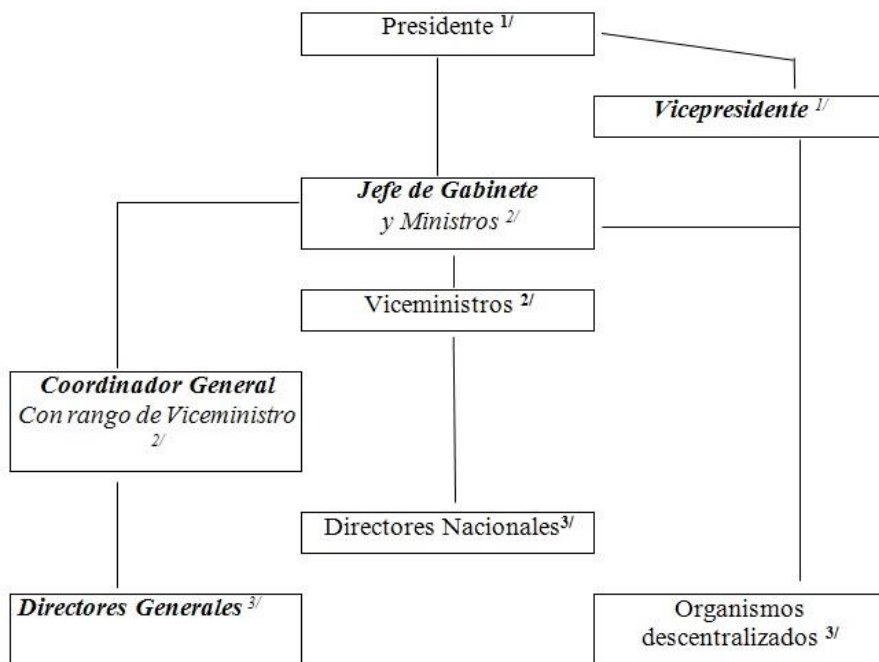 Presidente 1/
Vicepresidente 1/
Jefe de Gabinete
y Ministros 2/
Viceministros 2/
Coordinador General
Con rango de Viceministro
2/
Directores Nacionales3/
Directores Generales 3/
Organismos
descentralizados 3/